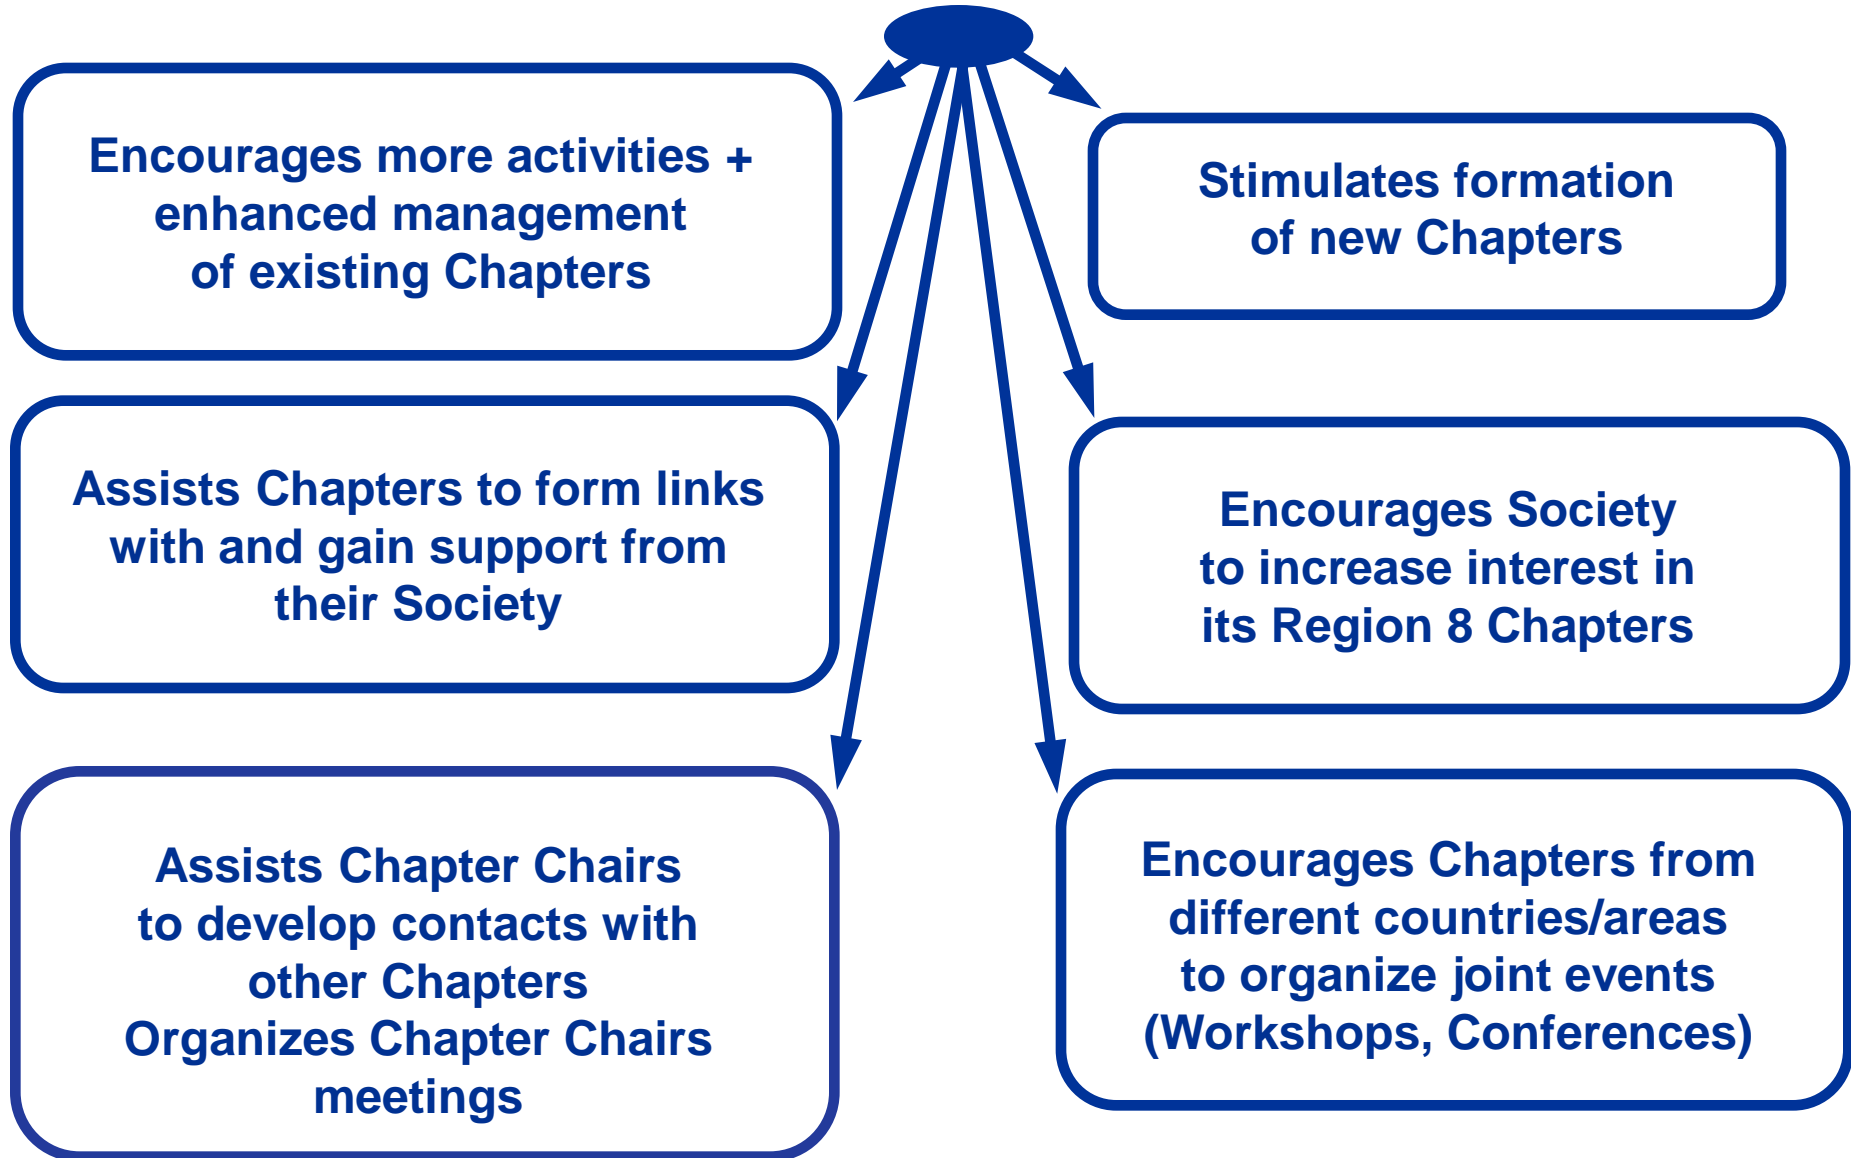 Encourages more activities +
enhanced management
of existing Chapters
Stimulates formation
of new Chapters
Assists Chapters to form links
with and gain support from
their Society
Encourages Society
to increase interest in
its Region 8 Chapters
Assists Chapter Chairs
to develop contacts with
other Chapters
Organizes Chapter Chairs
meetings
Encourages Chapters from
different countries/areas
to organize joint events
(Workshops, Conferences)